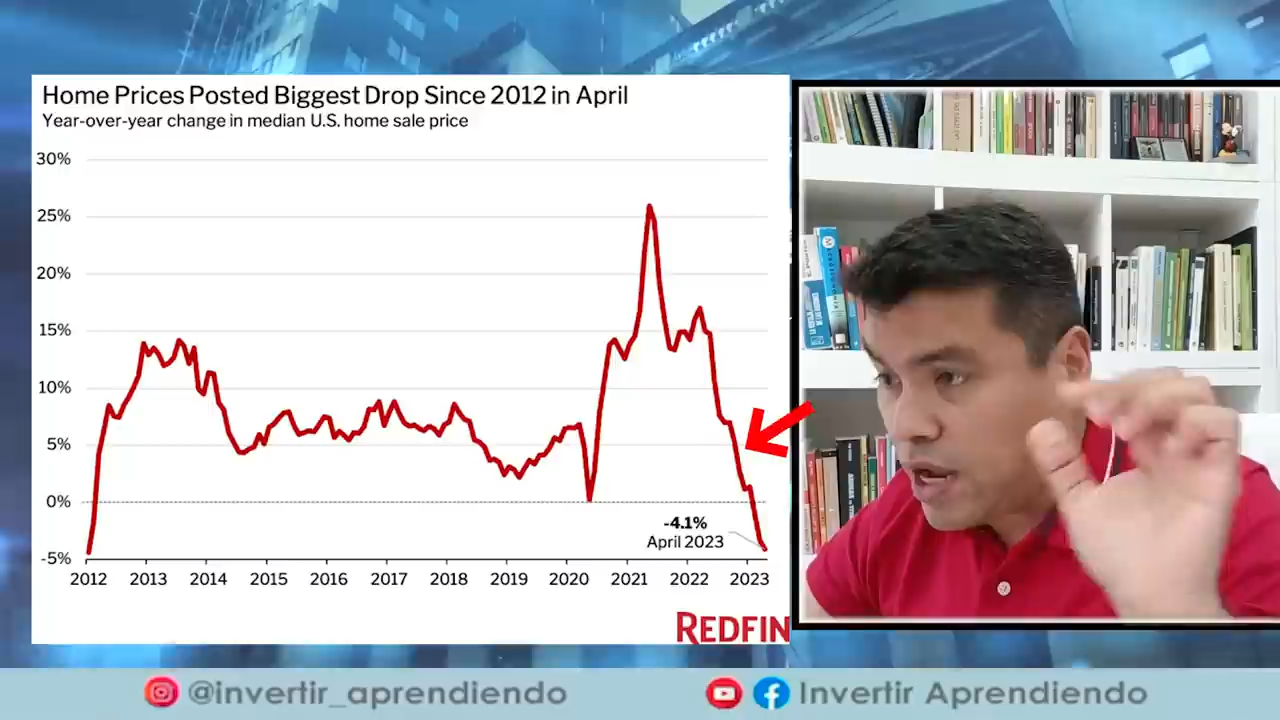 Home Prices Posted Biggest Drop Since 2012 in April
Year-over-year change in median U.S. home sale price
30%
25%
20%
15%
10%
5%
0%
-5%
-4.1%
April 2023
2012 2013 2014 2015 2016 2017 2018 2019 2020 2021 2022 2023
REDFIN
@invertir_aprendiendo
Invertir Aprendiendo